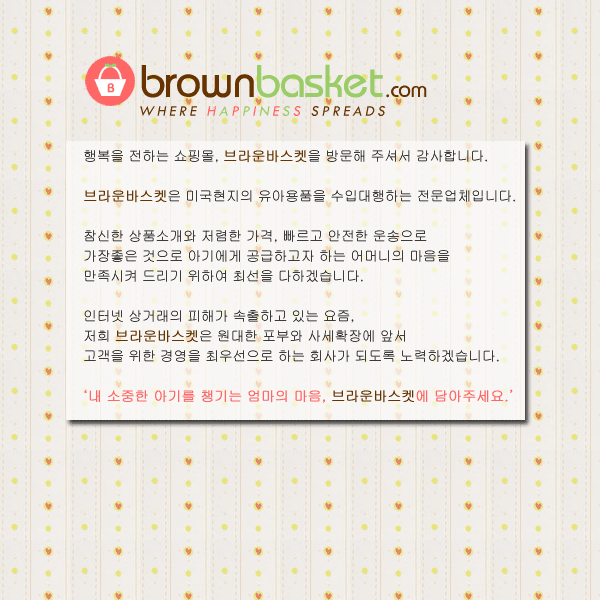 B
brownbasket.com
WHERE HAPPINESS SPREADS
행복을 전하는 쇼핑몰, 브라운바스켓을 방문해 주셔서 감사합니다.
브라운바스켓은 미국현지의 유아용품을 수입대행하는 전문업체입니다.
참신한 상품소개와 저렴한 가격, 빠르고 안전한 운송으로
가장좋은 것으로 아기에게 공급하고자 하는 어머니의 마음을
만족시켜 드리기 위하여 최선을 다하겠습니다.
인터넷 상거래의 피해가 속출하고 있는 요즘,
저희 브라운바스켓은 원대한 포부와 사세확장에 앞서
고객을 위한 경영을 최우선으로 하는 회사가 되도록 노력하겠습니다.
‘내 소중한 아기를 챙기는 엄마의 마음, 브라운바스켓에 담아주세요.’